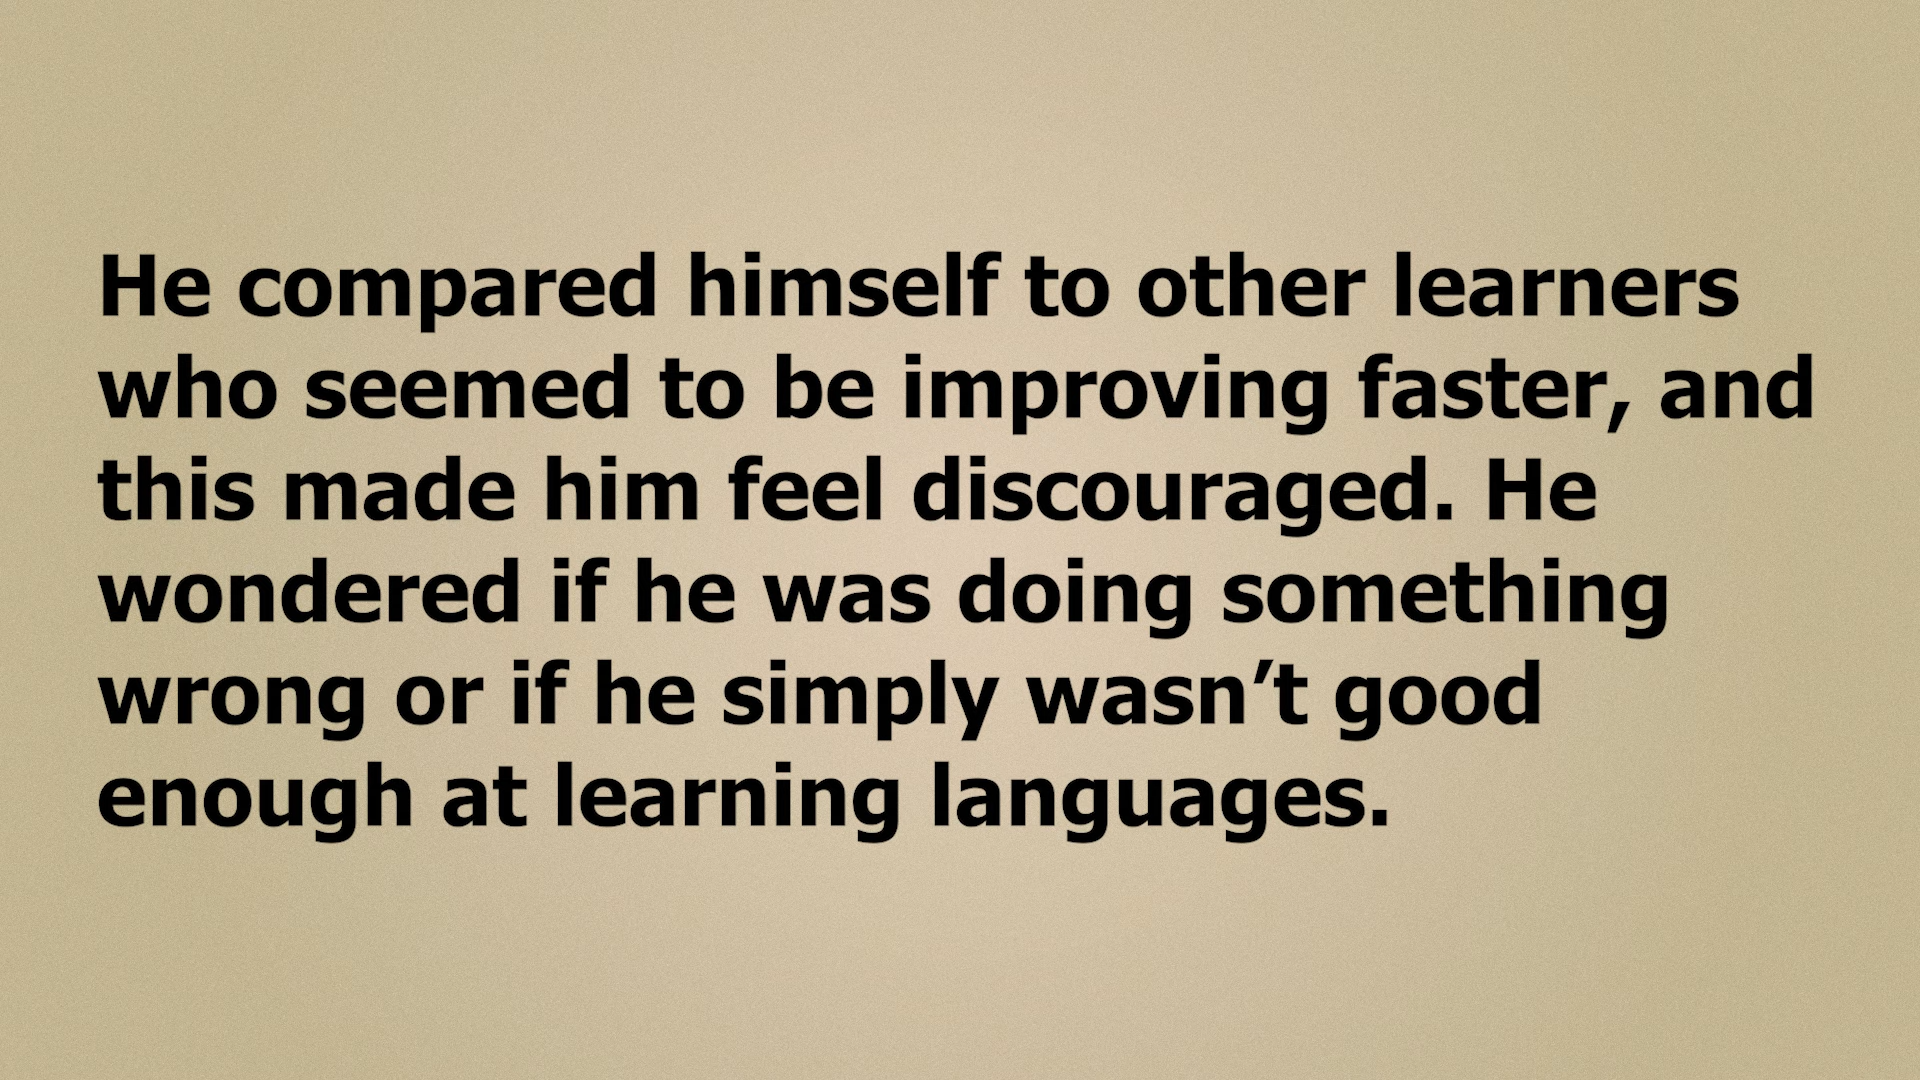 He compared himself to other learners
who seemed to be improving faster, and
this made him feel discouraged. He
wondered if he was doing something
wrong or if he simply wasn’t good
enough at learning languages.